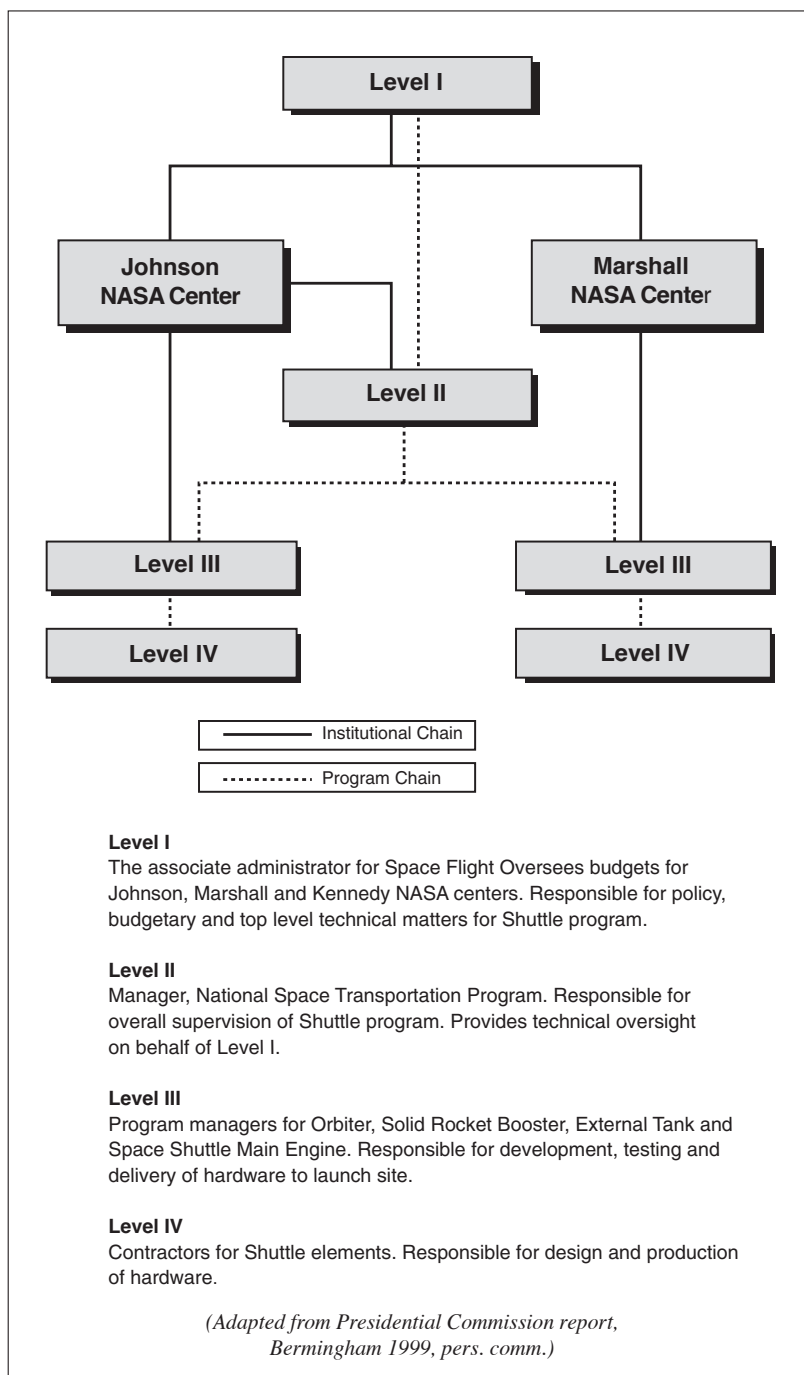 Level I
Johnson
NASA Center
Marshall
NASA Center
Level II
Level III
Level III
Level IV
Level IV
Institutional Chain
Program Chain
Level I
The associate administrator for Space Flight Oversees budgets for
Johnson, Marshall and Kennedy NASA centers. Responsible for policy,
budgetary and top level technical matters for Shuttle program.
Level II
Manager, National Space Transportation Program. Responsible for
overall supervision of Shuttle program. Provides technical oversight
on behalf of Level I.
Level III
Program managers for Orbiter, Solid Rocket Booster, External Tank and
Space Shuttle Main Engine. Responsible for development, testing and
delivery of hardware to launch site.
Level IV
Contractors for Shuttle elements. Responsible for design and production
of hardware.
(Adapted from Presidential Commission report,
Bermingham 1999, pers. comm.)